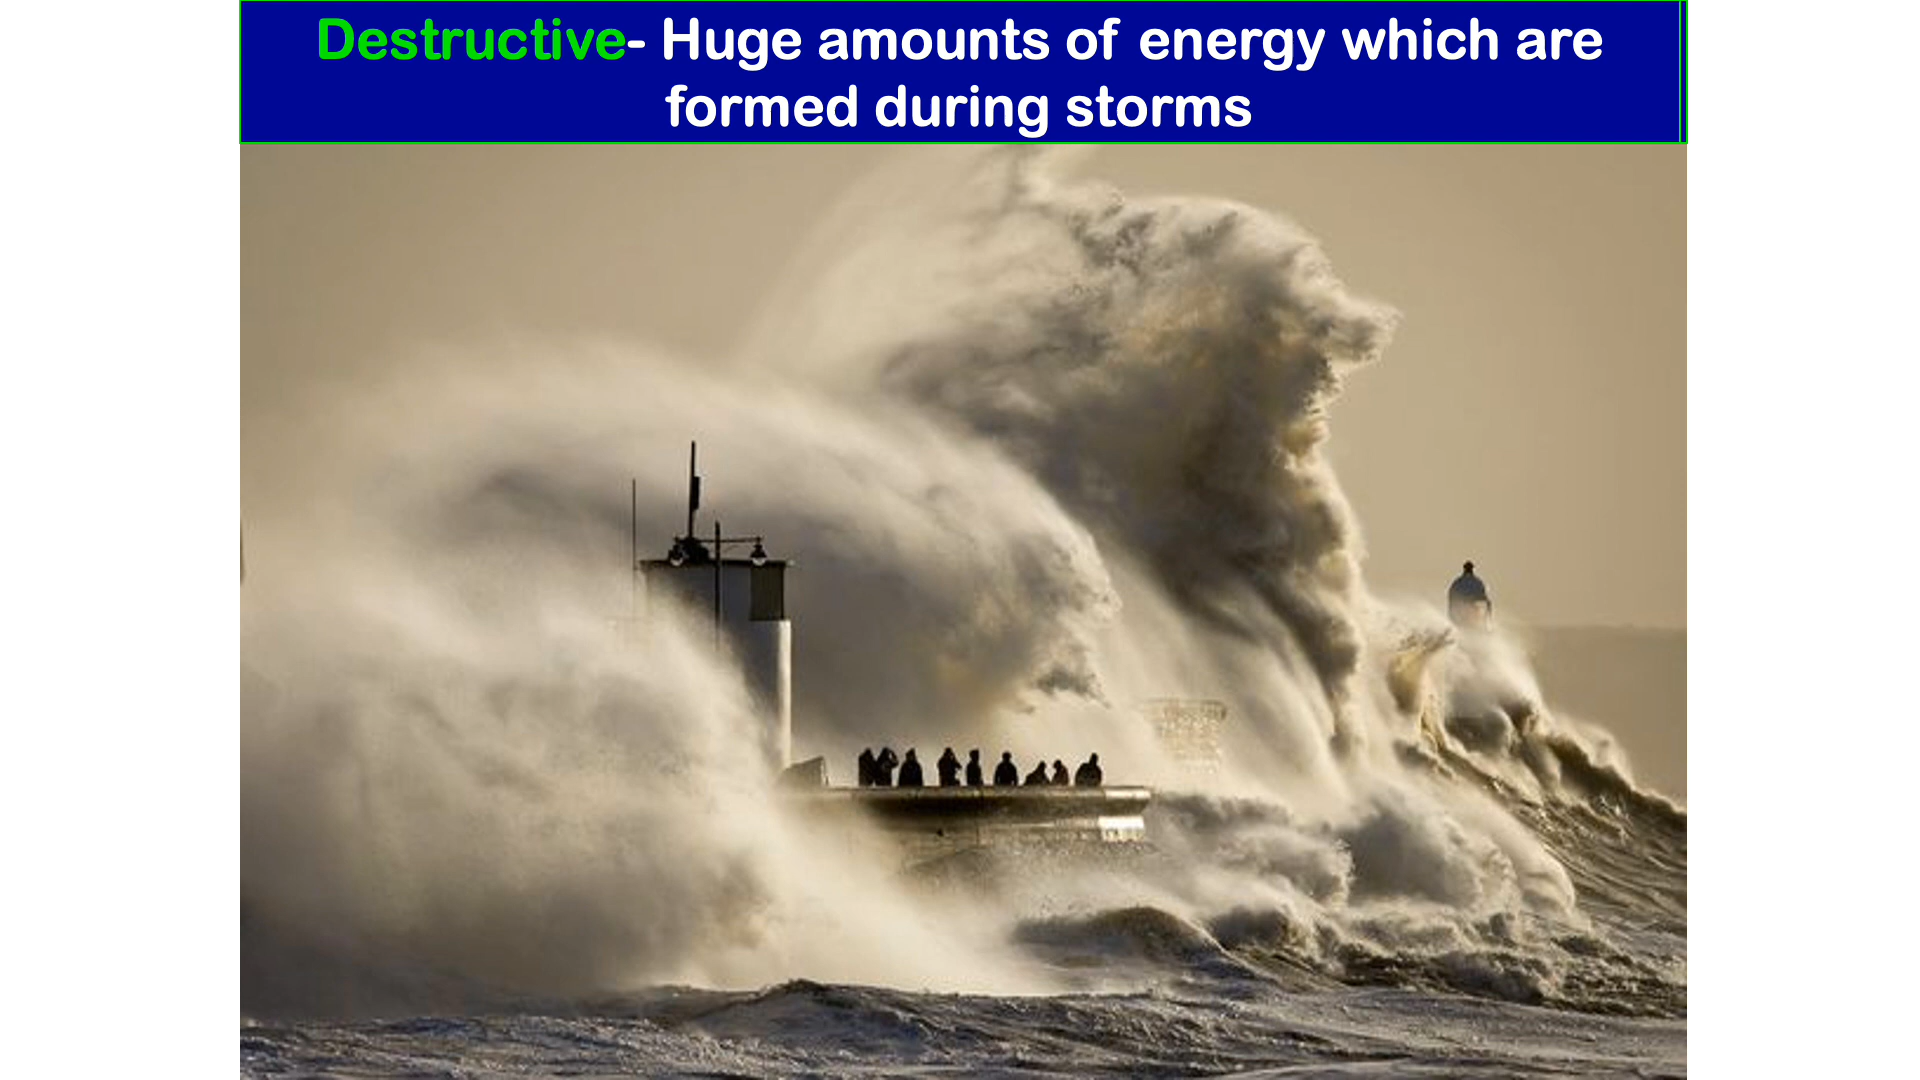 Destructive- Huge amounts of energy which are
formed during storms